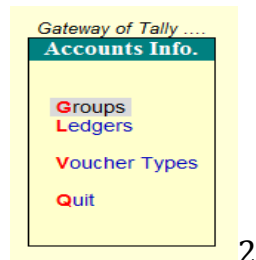 Gateway of Tally ....
Accounts Info.
Groups
Ledgers
Voucher Types
Quit
2